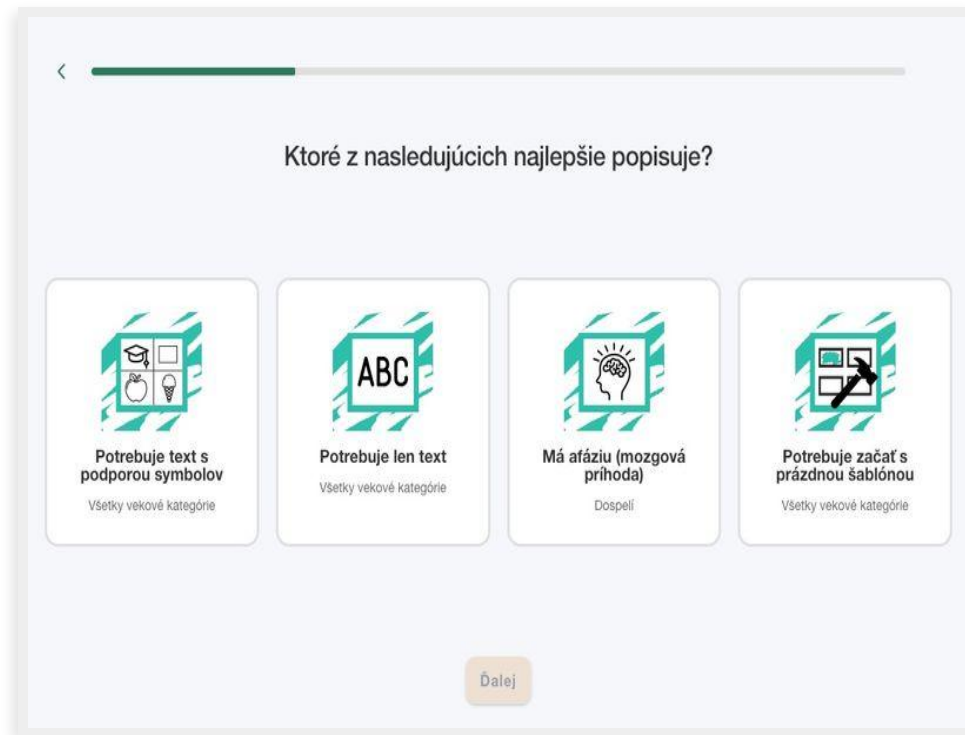 Ktoré z nasledujúcich najlepšie popisuje?
ABC
Potrebuje text s
podporou symbolov
Všetky vekové kategórie
Potrebuje len text
Všetky vekové kategórie
Má afáziu (mozgová
príhoda)
Dospelí
Potrebuje začať s
prázdnou šablónou
Všetky vekové kategórie
Ďalej